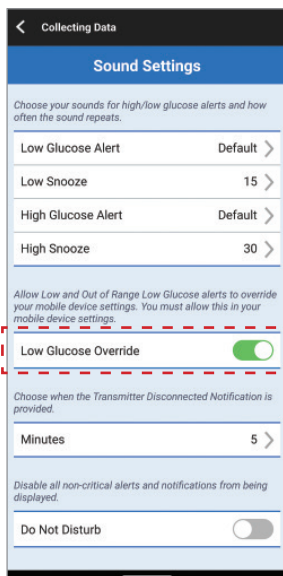 Collecting Data
Sound Settings
Choose your sounds for high/low glucose alerts and how
often the sound repeats.
Low Glucose Alert Default
Low Snooze 15
High Glucose Alert Default
High Snooze 30
Allow Low and Out of Range Low Glucose alerts to override
your mobile device settings. You must allow this in your
mobile device settings.
Low Glucose Override
Choose when the Transmitter Disconnected Notification is
provided.
Minutes 5
Disable all non-critical alerts and notifications from being
displayed.
Do Not Disturb